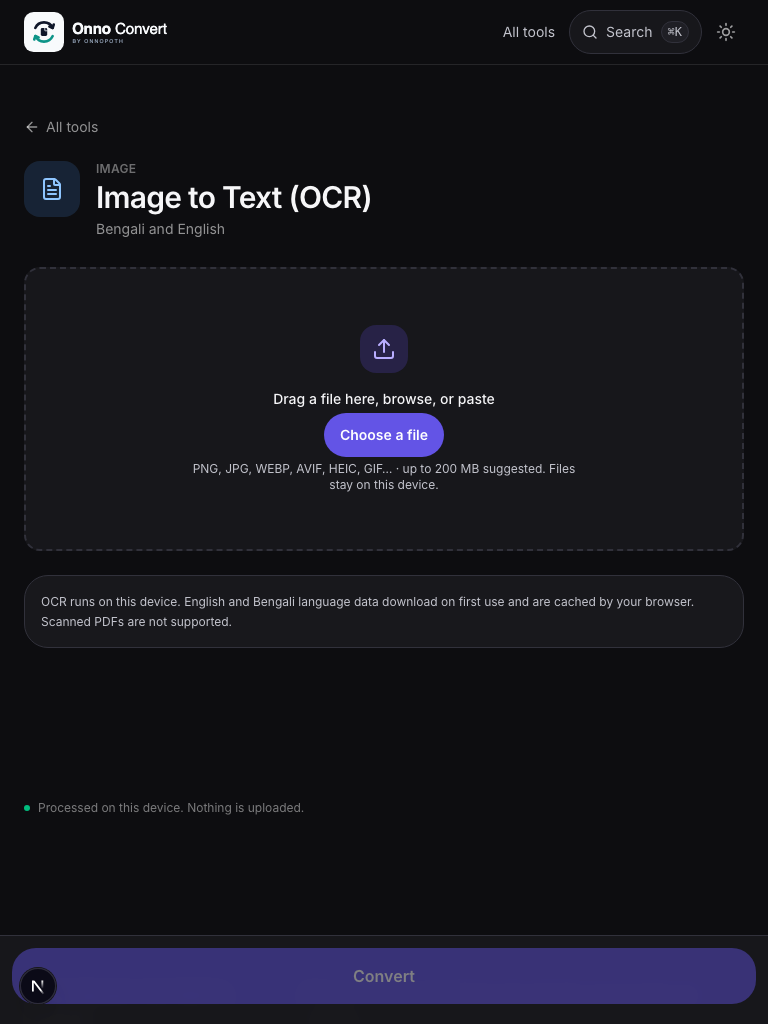 Onno Convert
BY ONNOPOTH
All tools
Search ⌘K
All tools
IMAGE
Image to Text (OCR)
Bengali and English
Drag a file here, browse, or paste
Choose a file
PNG, JPG, WEBP, AVIF, HEIC, GIF… · up to 200 MB suggested. Files
stay on this device.
OCR runs on this device. English and Bengali language data download on first use and are cached by your browser.
Scanned PDFs are not supported.
Processed on this device. Nothing is uploaded.
Convert
N